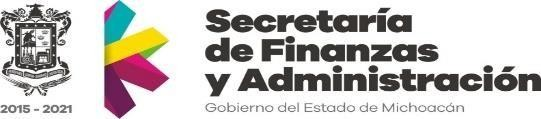 Secretaría
de Finanzas
y Administración
Gobierno del Estado de Michoacán
2015 - 2021